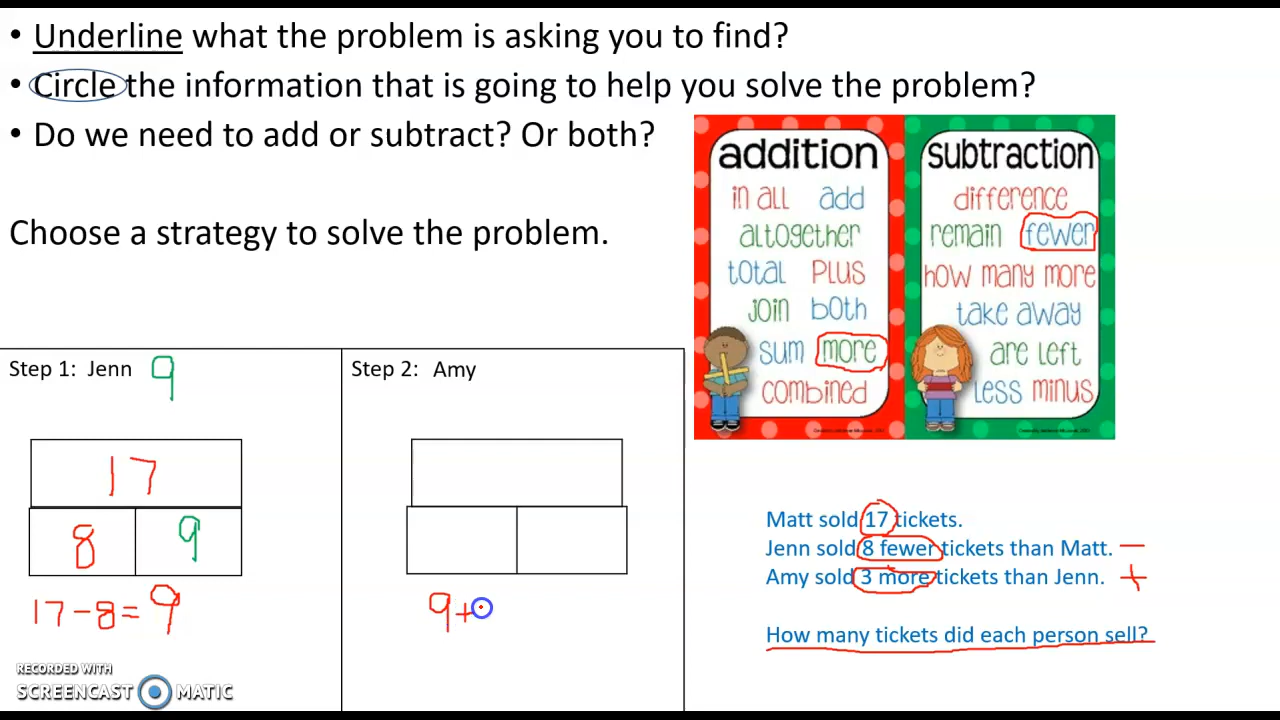 • Underline what the problem is asking you to find?
• Circle the information that is going to help you solve the problem?
• Do we need to add or subtract? Or both?
Choose a strategy to solve the problem.
addition
in all add
altogether
total plus
join both
sum more
combined
subtraction
difference
remain fewer
how many more
take away
are left
less minus
Step 1: Jenn 9
17
8 9
17-8=9
Step 2: Amy
9+
Matt sold 17 tickets.
Jenn sold 8 fewer tickets than Matt. −
Amy sold 3 more tickets than Jenn. +
How many tickets did each person sell?
RECORDED WITH
SCREENCAST MATIC